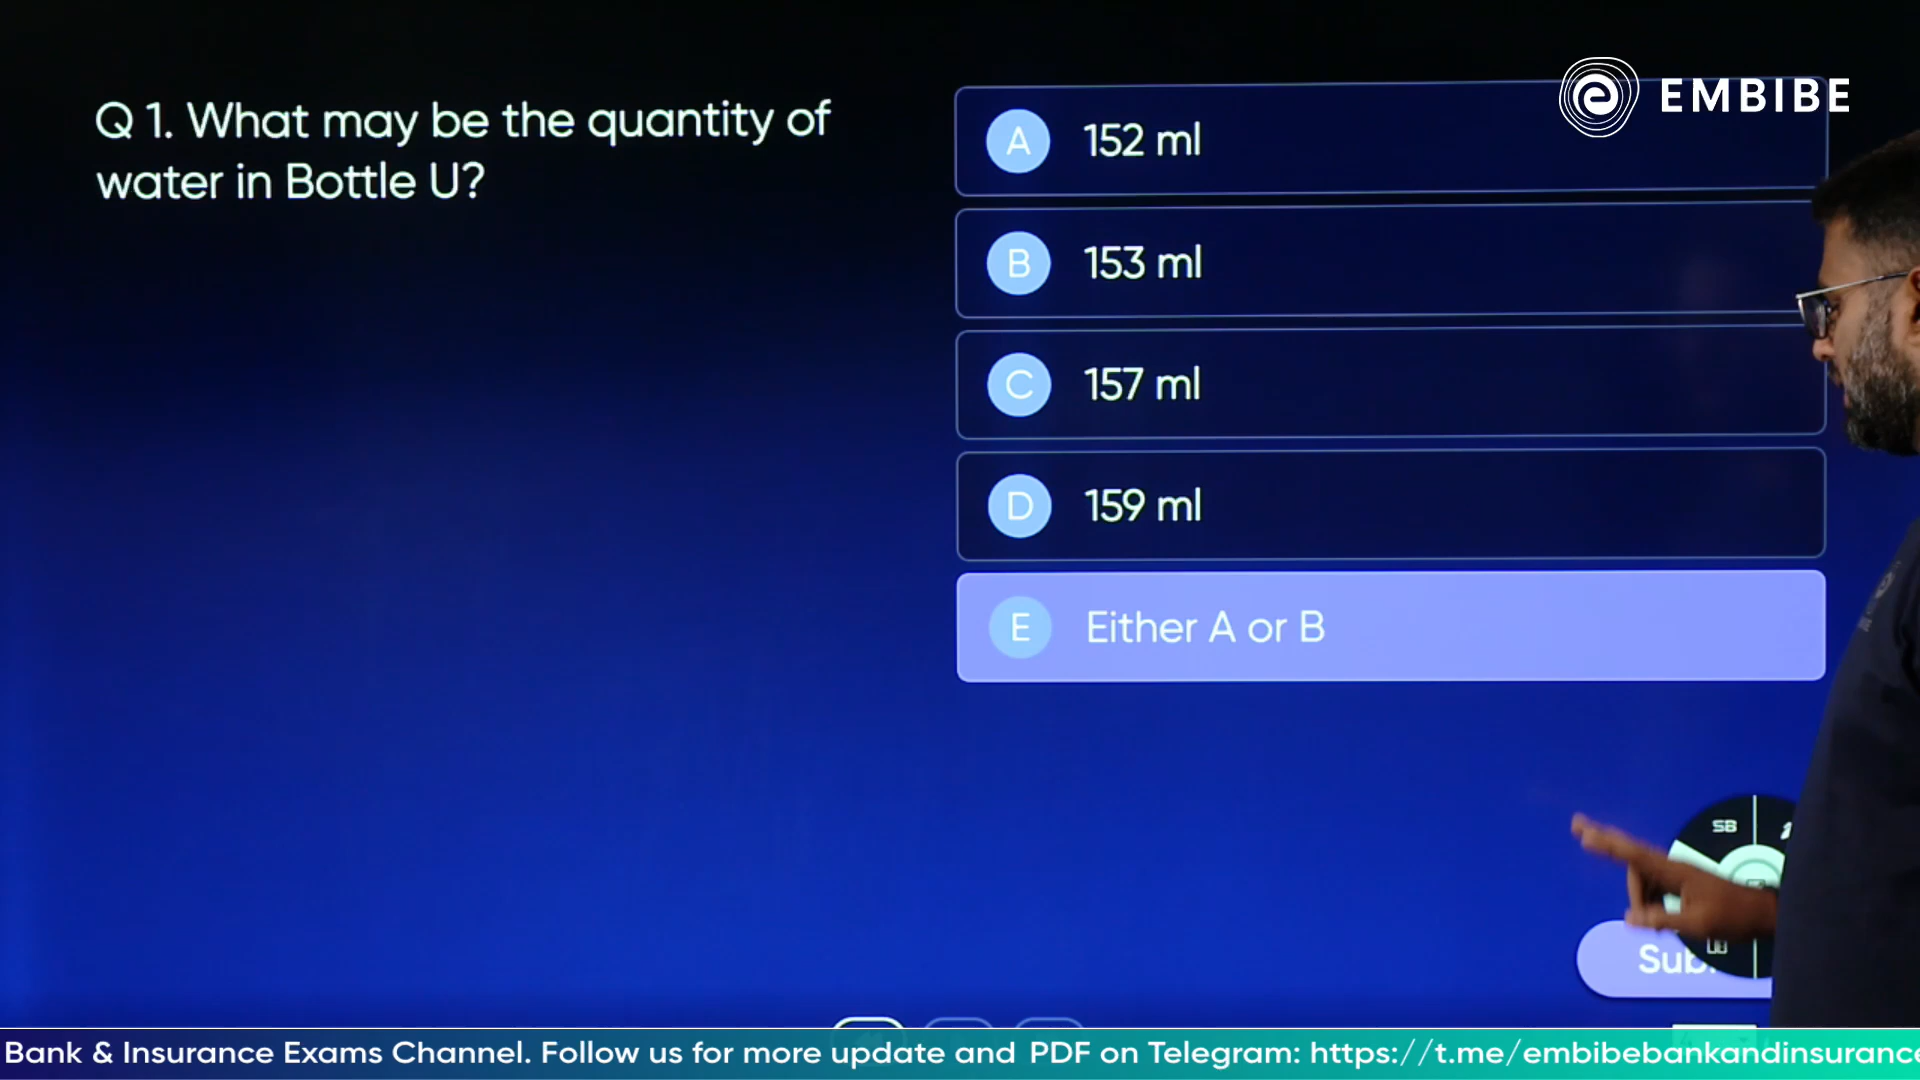 EMBIBE
Q 1. What may be the quantity of
water in Bottle U?
A 152 ml
B 153 ml
C 157 ml
D 159 ml
E Either A or B
SB
Bank & Insurance Exams Channel. Follow us for more update and PDF on Telegram: https://t.me/embibebankandinsurance